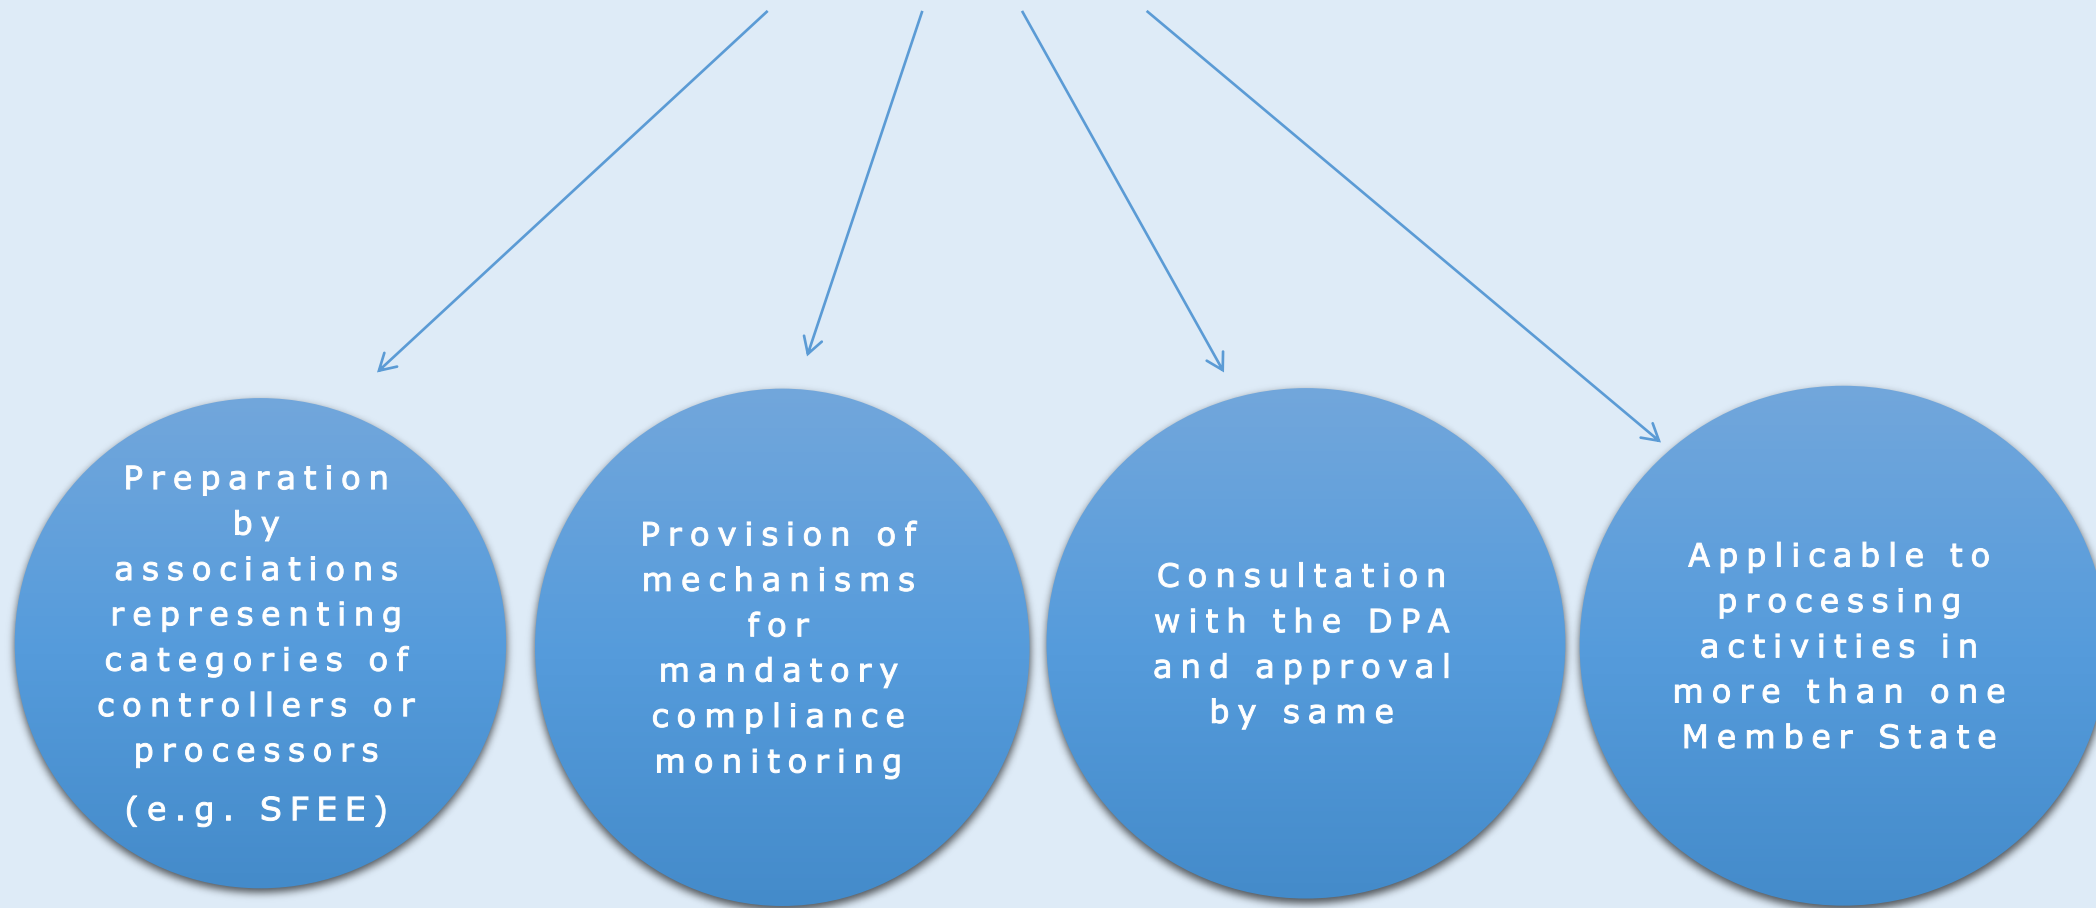 Preparation
by
associations
representing
categories of
controllers or
processors
(e.g. SFEE)
Provision of
mechanisms
for
mandatory
compliance
monitoring
Consultation
with the DPA
and approval
by same
Applicable to
processing
activities in
more than one
Member State